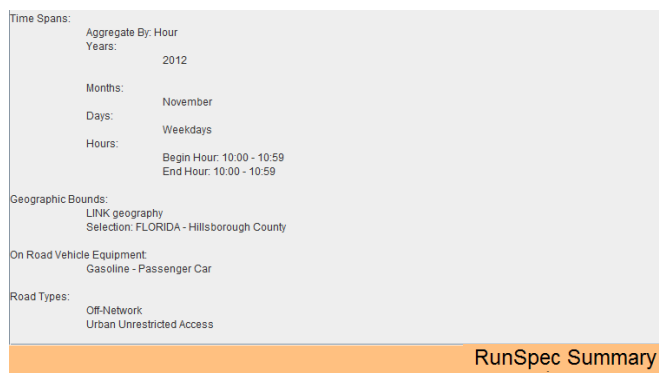 Time Spans:
Aggregate By: Hour
Years:
2012
Months:
November
Days:
Weekdays
Hours:
Begin Hour: 10:00 - 10:59
End Hour: 10:00 - 10:59
Geographic Bounds:
LINK geography
Selection: FLORIDA - Hillsborough County
On Road Vehicle Equipment:
Gasoline - Passenger Car
Road Types:
Off-Network
Urban Unrestricted Access
RunSpec Summary